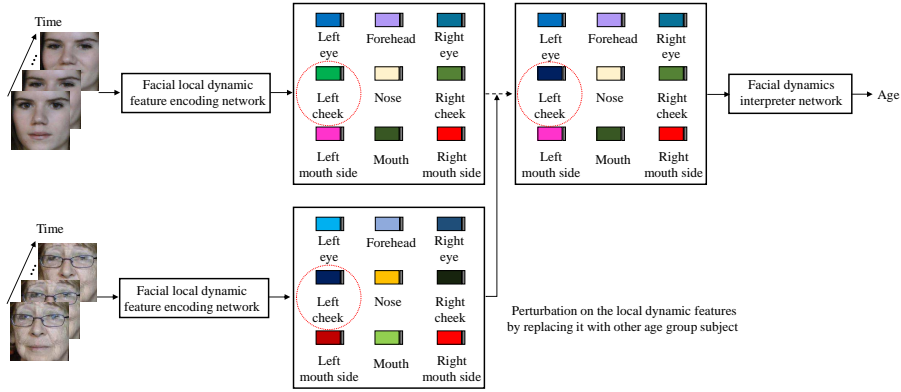 Time
Facial local dynamic
feature encoding network
Left
eye
Forehead
Right
eye
Left
cheek
Nose
Right
cheek
Left
mouth side
Mouth
Right
mouth side
Left
eye
Forehead
Right
eye
Left
cheek
Nose
Right
cheek
Left
mouth side
Mouth
Right
mouth side
Facial dynamics
interpreter network
Age
Time
Facial local dynamic
feature encoding network
Left
eye
Forehead
Right
eye
Left
cheek
Nose
Right
cheek
Left
mouth side
Mouth
Right
mouth side
Perturbation on the local dynamic features
by replacing it with other age group subject